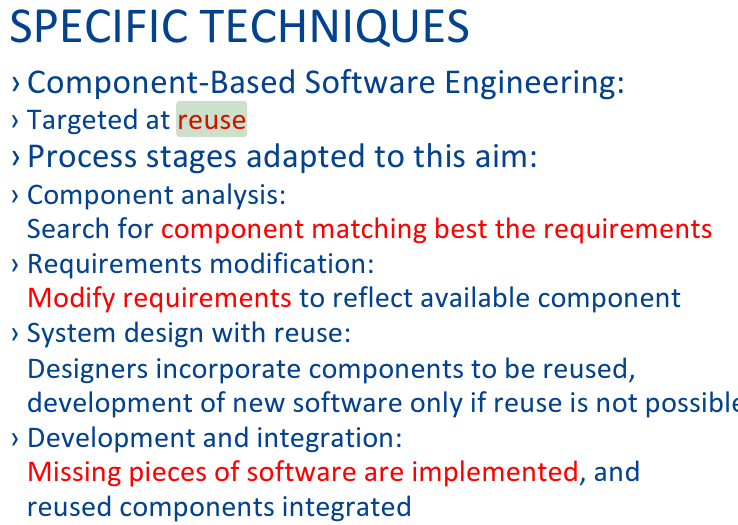 SPECIFIC TECHNIQUES
› Component-Based Software Engineering:
› Targeted at reuse
› Process stages adapted to this aim:
› Component analysis:
Search for component matching best the requirements
› Requirements modification:
Modify requirements to reflect available component
› System design with reuse:
Designers incorporate components to be reused,
development of new software only if reuse is not possible
› Development and integration:
Missing pieces of software are implemented, and
reused components integrated